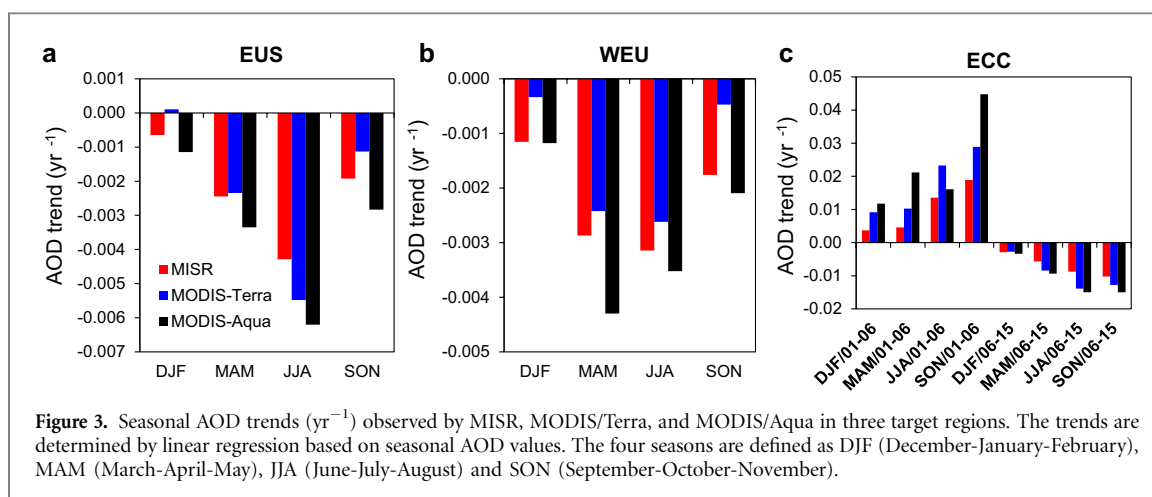 a
EUS
AOD trend (yr ⁻¹)
0.001
0.000
-0.001
-0.002
-0.003
-0.004
-0.005
-0.006
-0.007
MISR
MODIS-Terra
MODIS-Aqua
DJF MAM JJA SON
b
WEU
AOD trend (yr ⁻¹)
0.000
-0.001
-0.002
-0.003
-0.004
-0.005
DJF MAM JJA SON
c
ECC
AOD trend (yr ⁻¹)
0.05
0.04
0.03
0.02
0.01
0.00
-0.01
-0.02
DJF/01-06
MAM/01-06
JJA/01-06
SON/01-06
DJF/06-15
MAM/06-15
JJA/06-15
SON/06-15
Figure 3. Seasonal AOD trends (yr⁻¹) observed by MISR, MODIS/Terra, and MODIS/Aqua in three target regions. The trends are
determined by linear regression based on seasonal AOD values. The four seasons are defined as DJF (December-January-February),
MAM (March-April-May), JJA (June-July-August) and SON (September-October-November).